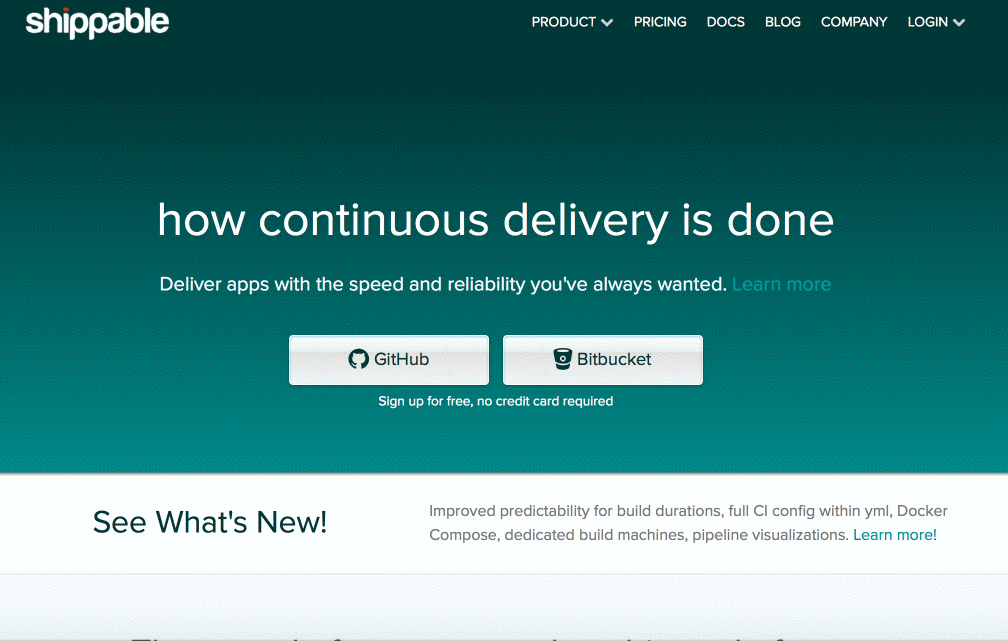 shippable
PRODUCT PRICING DOCS BLOG COMPANY LOGIN
how continuous delivery is done
Deliver apps with the speed and reliability you've always wanted. Learn more
GitHub Bitbucket
Sign up for free, no credit card required
See What's New!
Improved predictability for build durations, full CI config within yml, Docker
Compose, dedicated build machines, pipeline visualizations. Learn more!